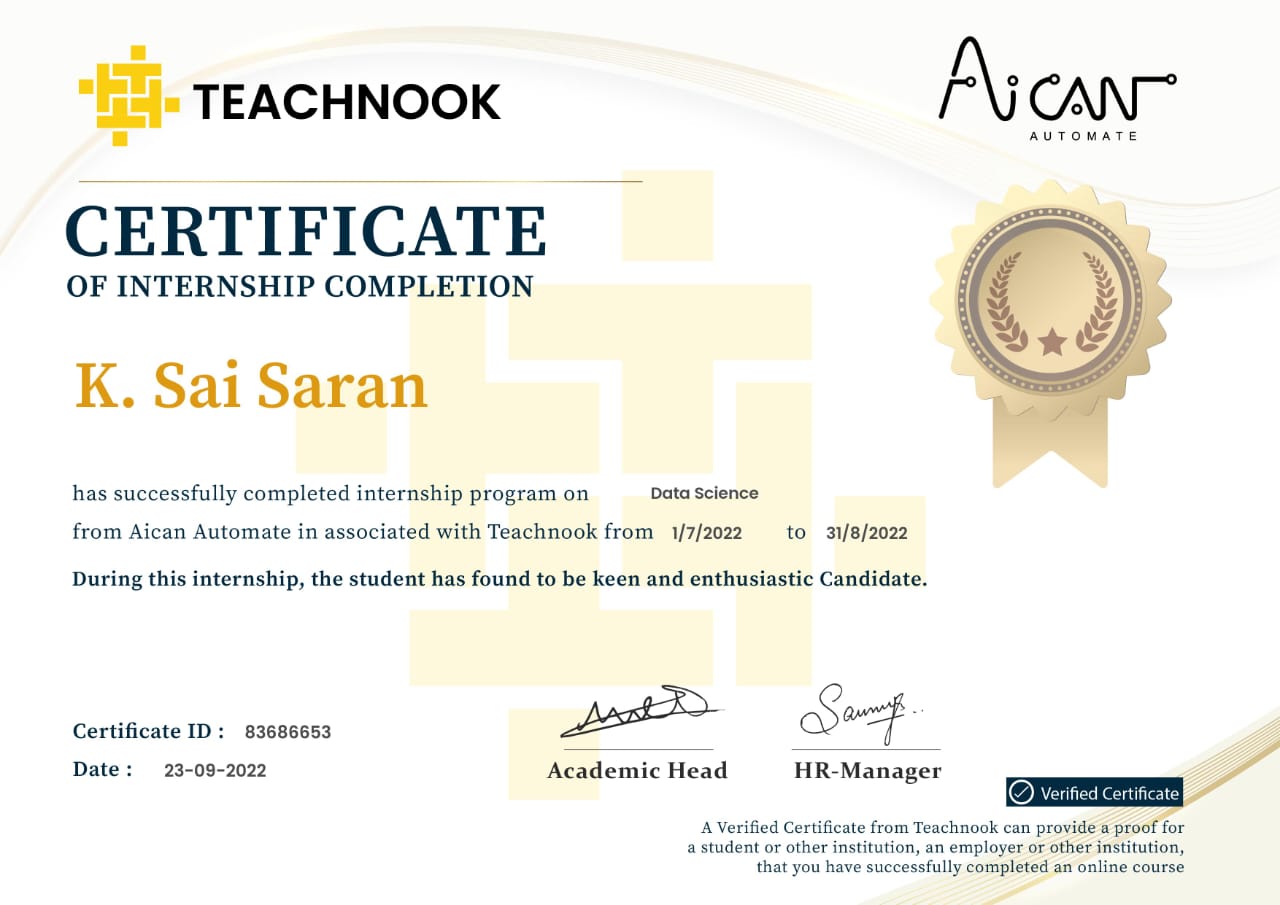 TEACHNOOK
AiCAN
AUTOMATE
CERTIFICATE
OF INTERNSHIP COMPLETION
K. Sai Saran
has successfully completed internship program on Data Science
from Aican Automate in associated with Teachnook from 1/7/2022 to 31/8/2022
During this internship, the student has found to be keen and enthusiastic Candidate.
Certificate ID : 83686653
Date : 23-09-2022
Academic Head
HR-Manager
Verified Certificate
A Verified Certificate from Teachnook can provide a proof for
a student or other institution, an employer or other institution,
that you have successfully completed an online course